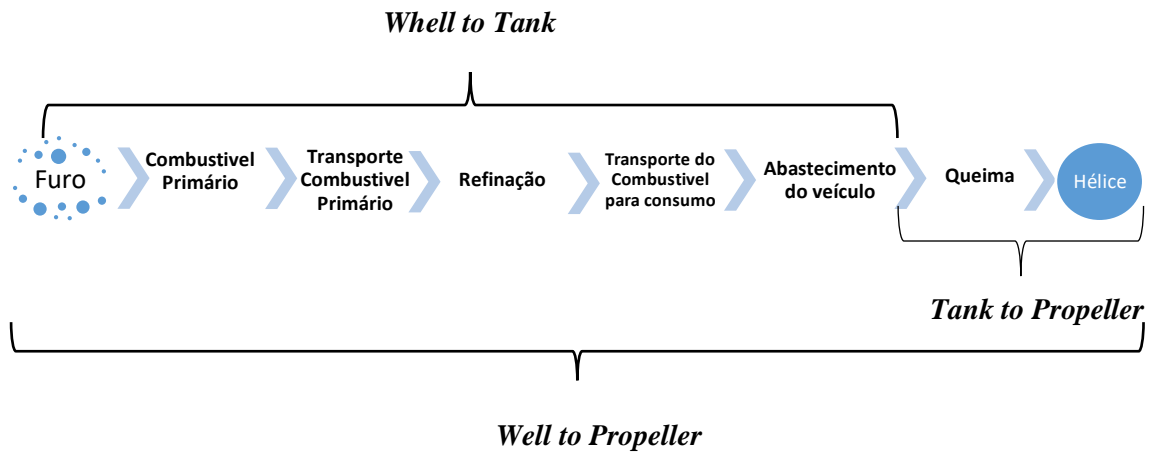 Whell to Tank
Furo
Combustivel
Primário
Transporte
Combustivel
Primário
Refinação
Transporte do
Combustivel
para consumo
Abastecimento
do veículo
Queima
Hélice
Tank to Propeller
Well to Propeller